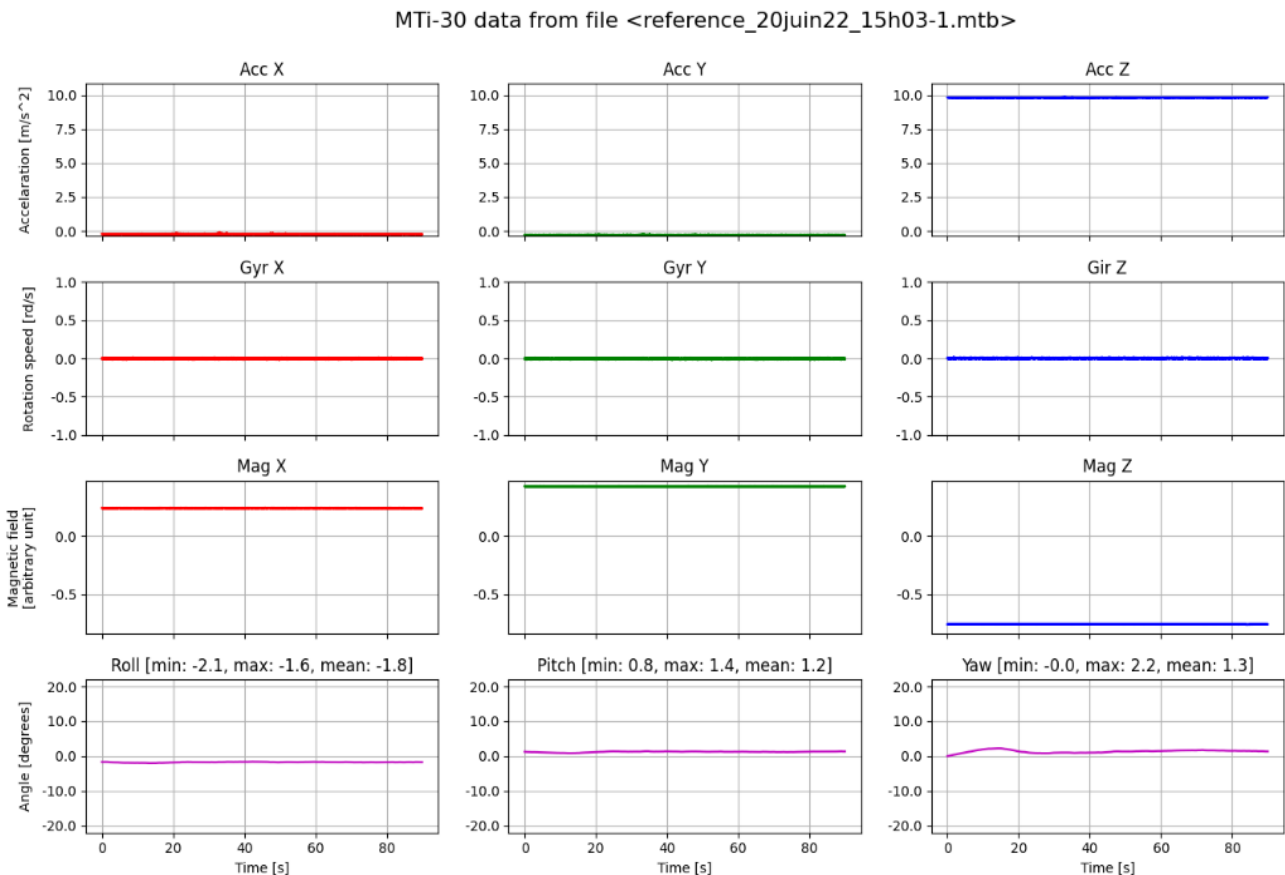 MTi-30 data from file <reference_20juin22_15h03-1.mtb>
Acc X Acc Y Acc Z
Accelaration [m/s^2]
10.0 10.0 10.0
7.5 7.5 7.5
5.0 5.0 5.0
2.5 2.5 2.5
0.0 0.0 0.0
Gyr X Gyr Y Gir Z
Rotation speed [rd/s]
1.0 1.0 1.0
0.5 0.5 0.5
0.0 0.0 0.0
-0.5 -0.5 -0.5
-1.0 -1.0 -1.0
Mag X Mag Y Mag Z
Magnetic field
[arbitrary unit]
0.0 0.0 0.0
-0.5 -0.5 -0.5
Roll [min: -2.1, max: -1.6, mean: -1.8] Pitch [min: 0.8, max: 1.4, mean: 1.2] Yaw [min: -0.0, max: 2.2, mean: 1.3]
Angle [degrees]
20.0 20.0 20.0
10.0 10.0 10.0
0.0 0.0 0.0
-10.0 -10.0 -10.0
-20.0 -20.0 -20.0
0 20 40 60 80 0 20 40 60 80 0 20 40 60 80
Time [s] Time [s] Time [s]